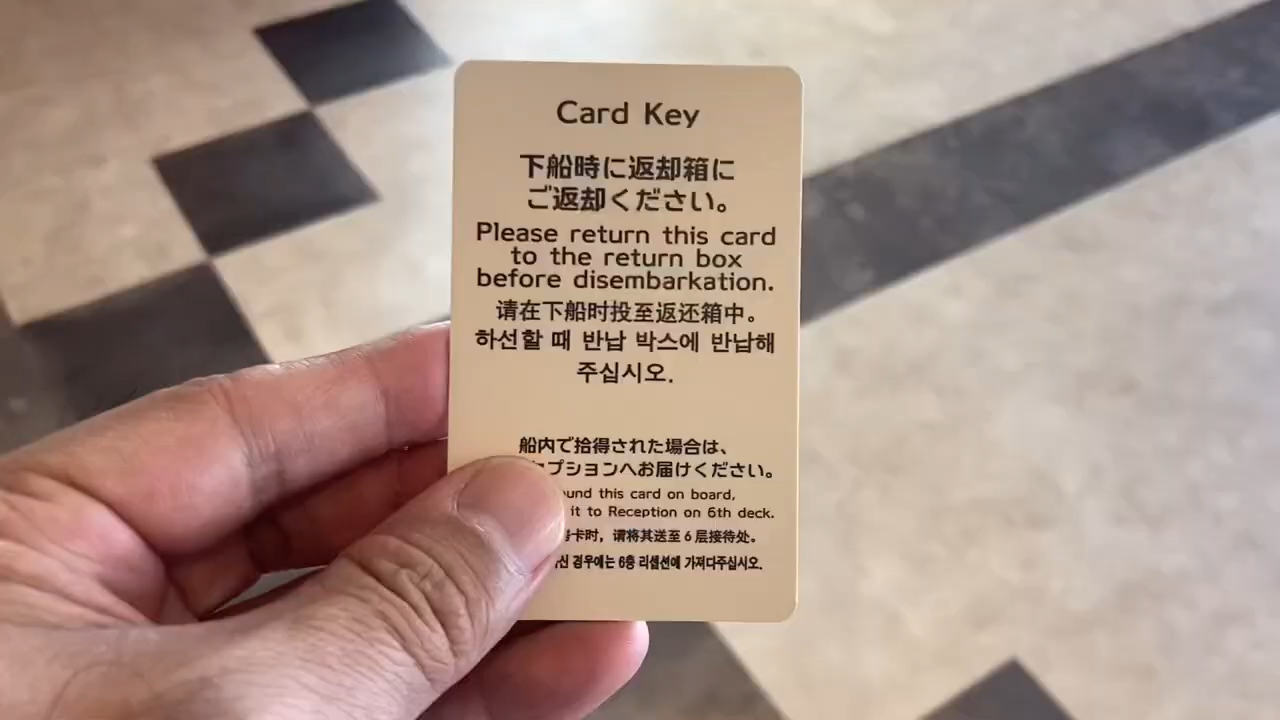 Card Key
下船時に返却箱に
ご返却ください。
Please return this card
to the return box
before disembarkation.
请在下船时投至返还箱中。
하선할 때 반납 박스에 반납해
주십시오.
船内で拾得された場合は、
プションへお届けください。
this card on board,
it to Reception on 6th deck.
卡时，请将其送至 6 层接待处。
경우에는 6층 리셉션에 가져다주십시오.